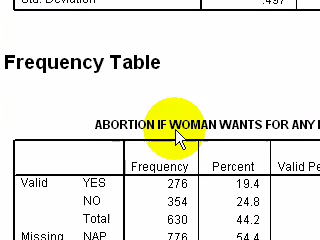 Std. Deviation .497
Frequency Table
ABORTION IF WOMAN WANTS FOR ANY
Frequency Percent Valid
Valid YES 276 19.4
NO 354 24.8
Total 630 44.2
Missing NAP 776 54.4